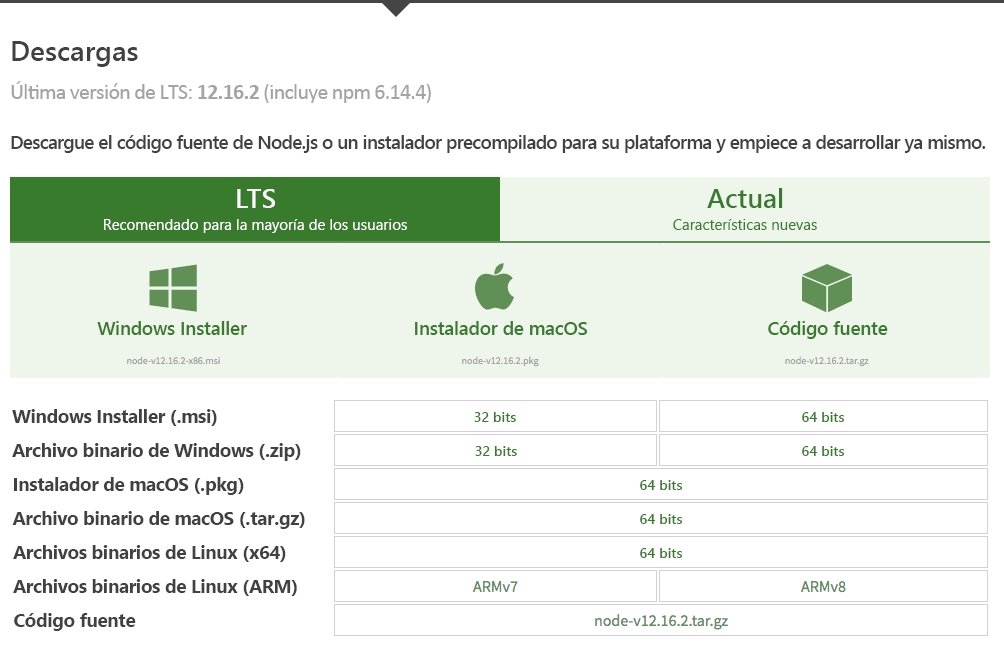 Descargas
Última versión de LTS: 12.16.2 (incluye npm 6.14.4)
Descargue el código fuente de Node.js o un instalador precompilado para su plataforma y empiece a desarrollar ya mismo.
LTS
Recomendado para la mayoría de los usuarios
Actual
Características nuevas
Windows Installer
node-v12.16.2-x86.msi
Instalador de macOS
node-v12.16.2.pkg
Código fuente
node-v12.16.2.tar.gz
Windows Installer (.msi) 32 bits 64 bits
Archivo binario de Windows (.zip) 32 bits 64 bits
Instalador de macOS (.pkg) 64 bits
Archivo binario de macOS (.tar.gz) 64 bits
Archivos binarios de Linux (x64) 64 bits
Archivos binarios de Linux (ARM) ARMv7 ARMv8
Código fuente node-v12.16.2.tar.gz